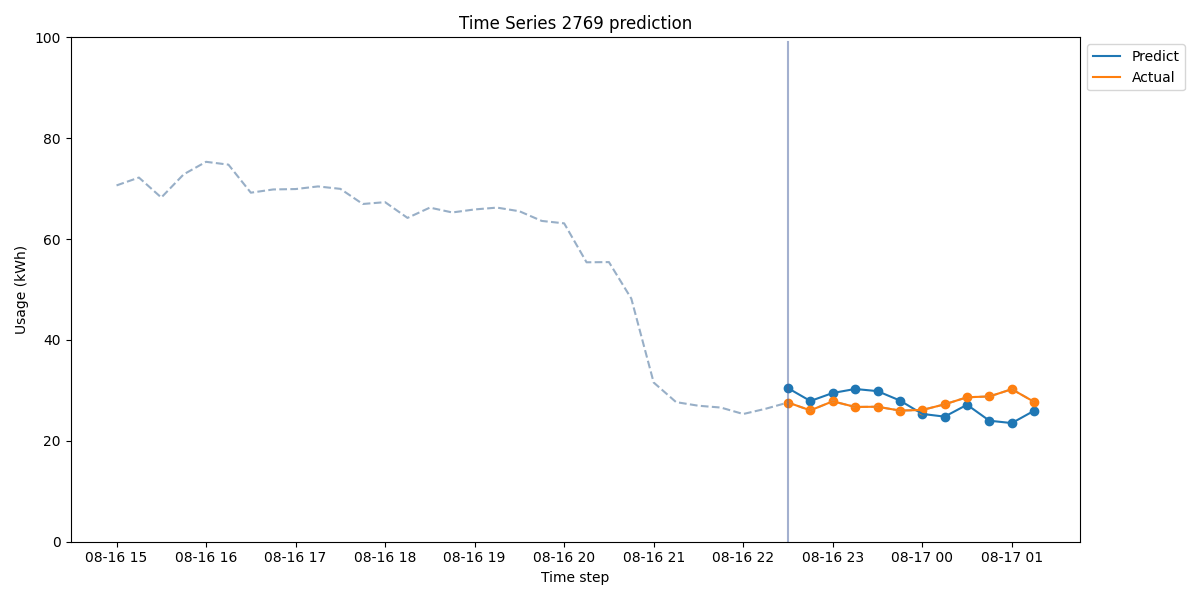 Time Series 2769 prediction
Predict
Actual
Usage (kWh)
100
80
60
40
20
0
08-16 15 08-16 16 08-16 17 08-16 18 08-16 19 08-16 20 08-16 21 08-16 22 08-16 23 08-17 00 08-17 01
Time step